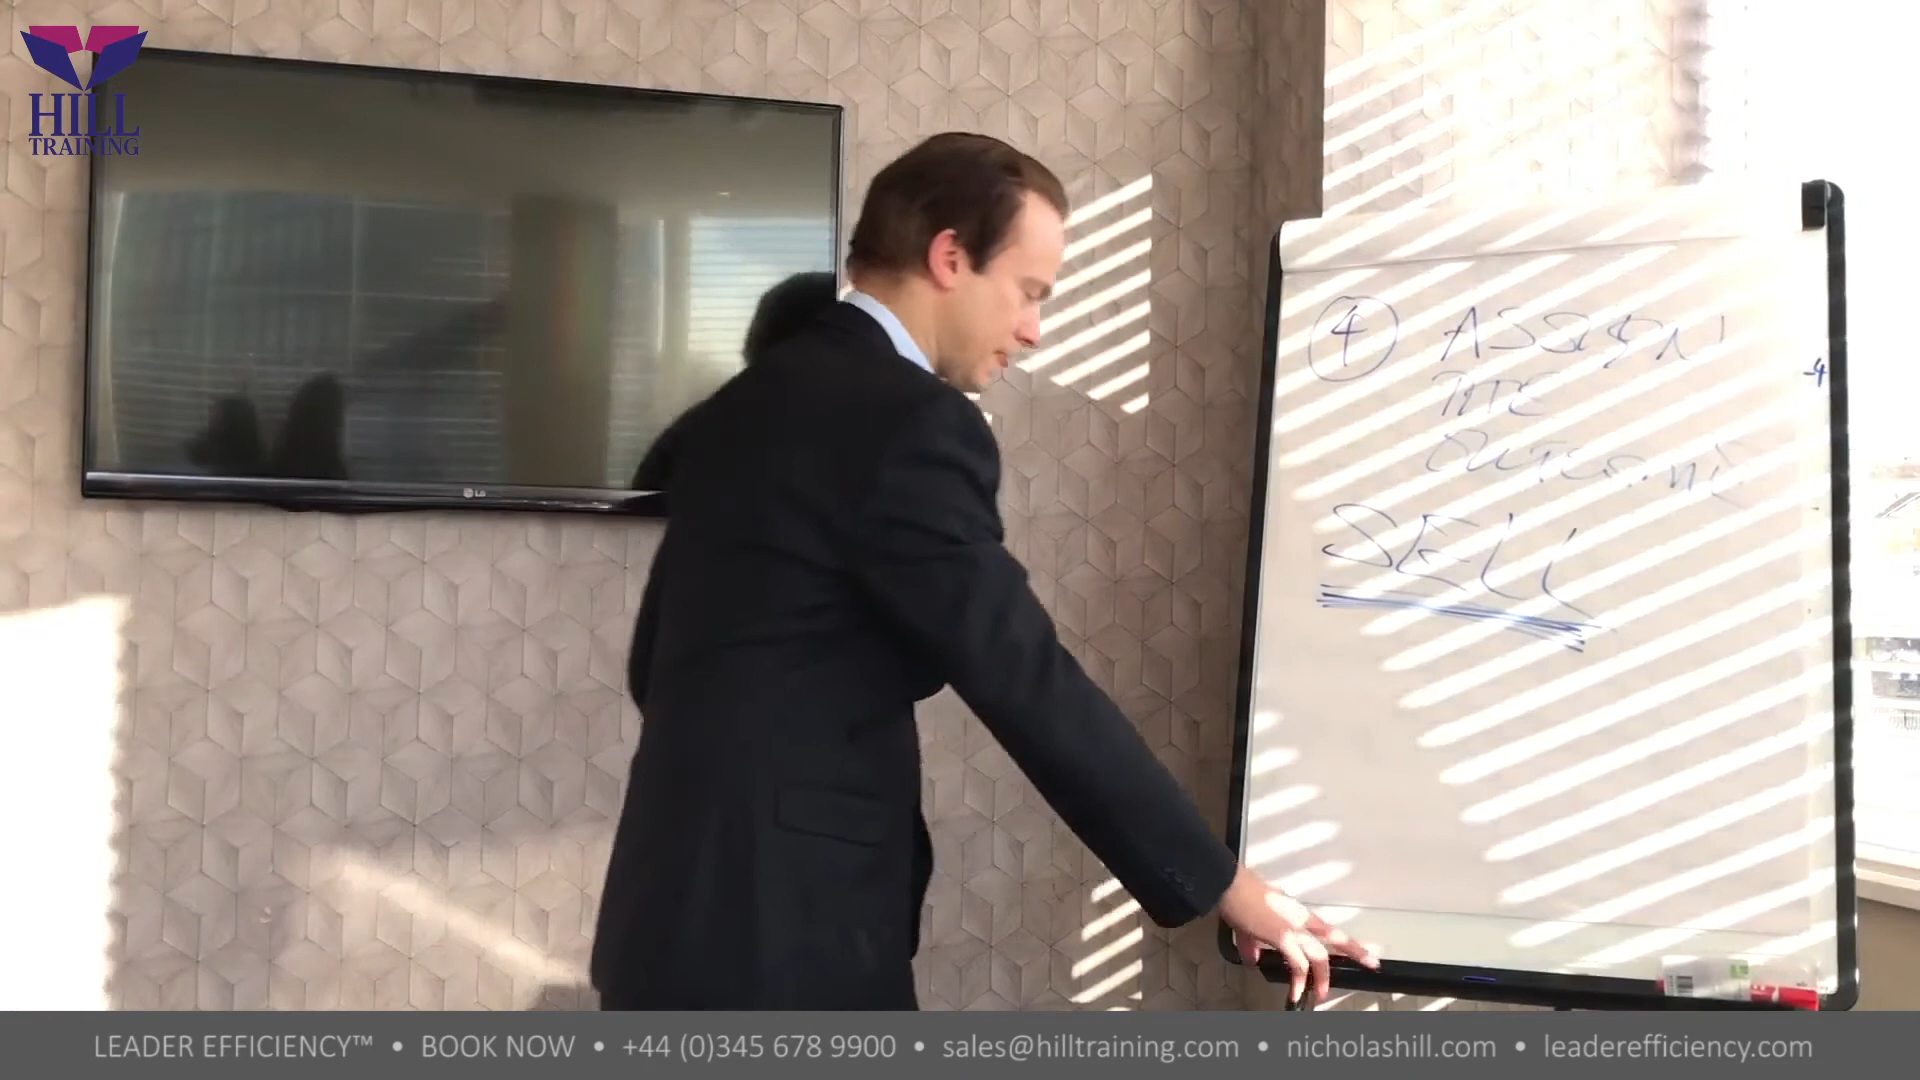 HILL
TRAINING
LG
4 ASSIGN
THE
OUTCOME
SELL
LEADER EFFICIENCY™ • BOOK NOW • +44 (0)345 678 9900 • sales@hilltraining.com • nicholashill.com • leaderefficiency.com